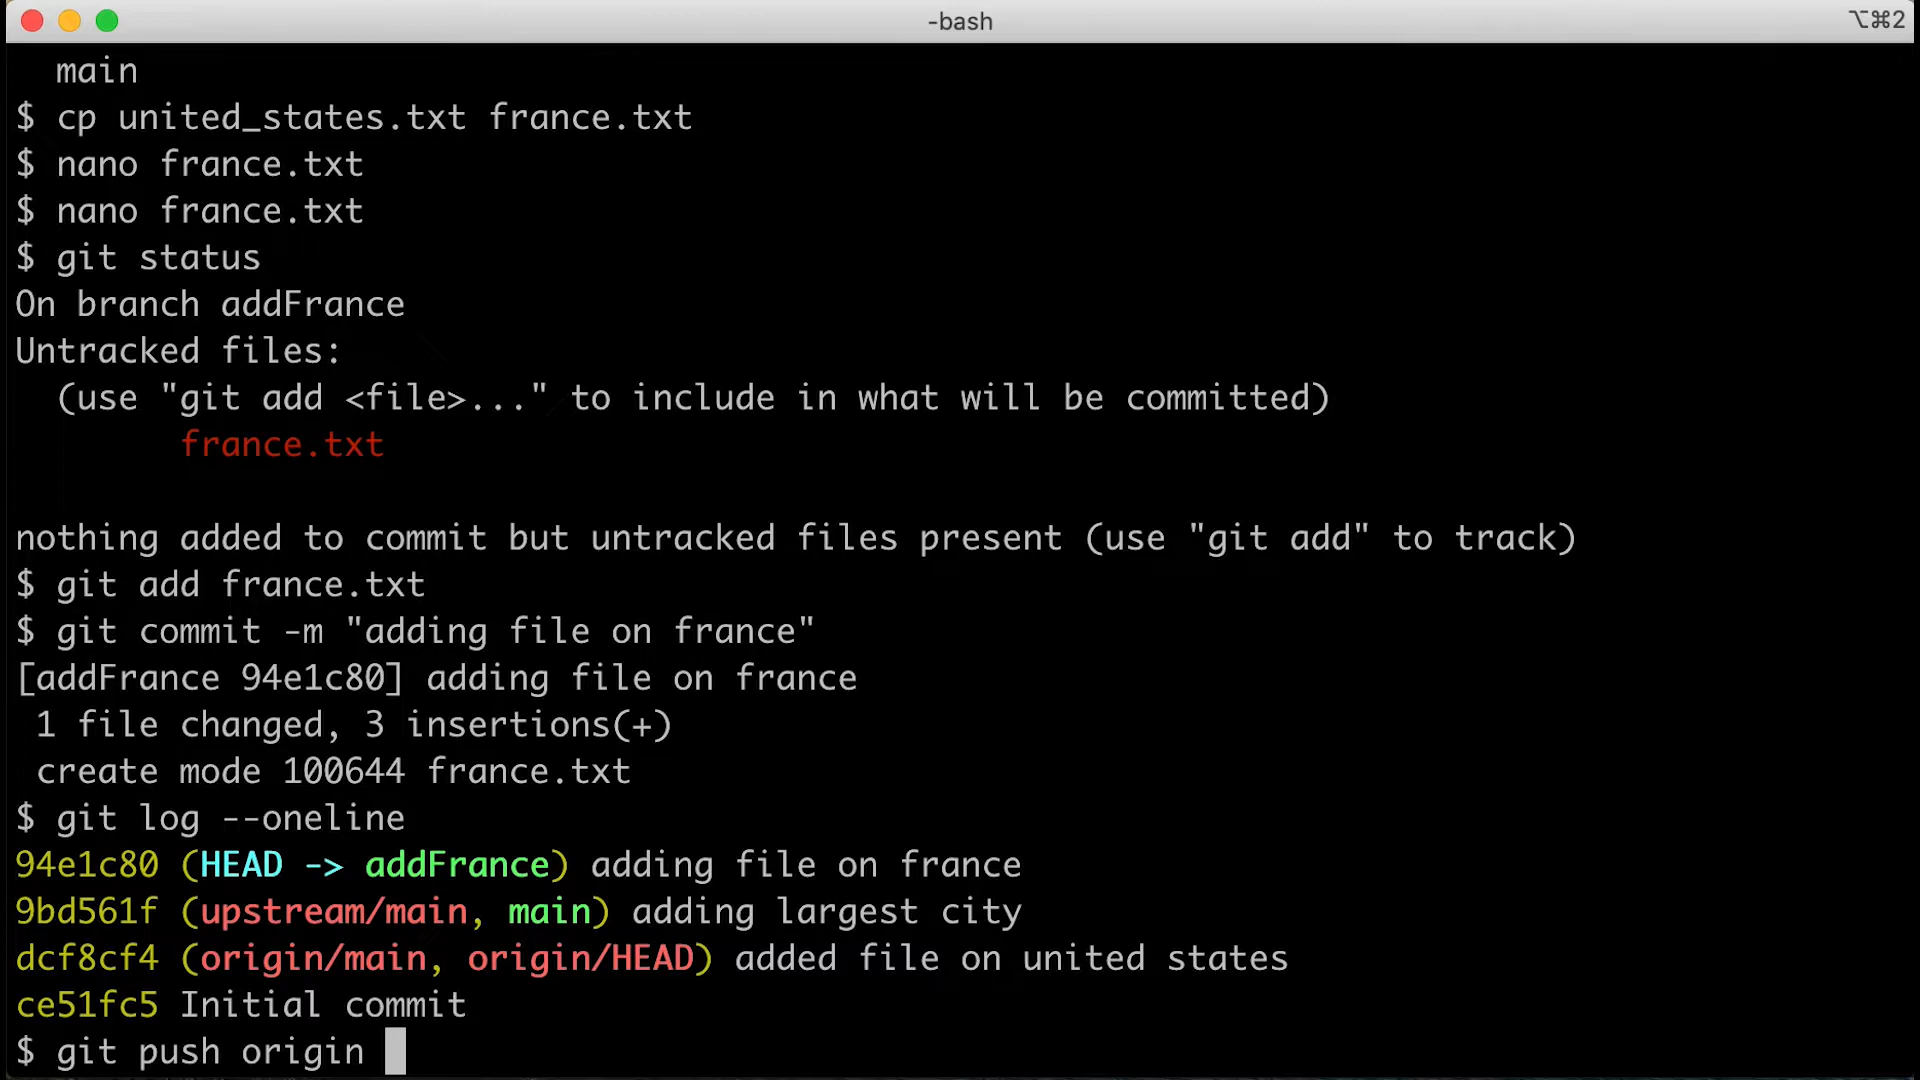 -bash
⌥⌘2
main
$ cp united_states.txt france.txt
$ nano france.txt
$ nano france.txt
$ git status
On branch addFrance
Untracked files:
  (use "git add <file>..." to include in what will be committed)
        france.txt
nothing added to commit but untracked files present (use "git add" to track)
$ git add france.txt
$ git commit -m "adding file on france"
[addFrance 94e1c80] adding file on france
 1 file changed, 3 insertions(+)
 create mode 100644 france.txt
$ git log --oneline
94e1c80 (HEAD -> addFrance) adding file on france
9bd561f (upstream/main, main) adding largest city
dcf8cf4 (origin/main, origin/HEAD) added file on united states
ce51fc5 Initial commit
$ git push origin